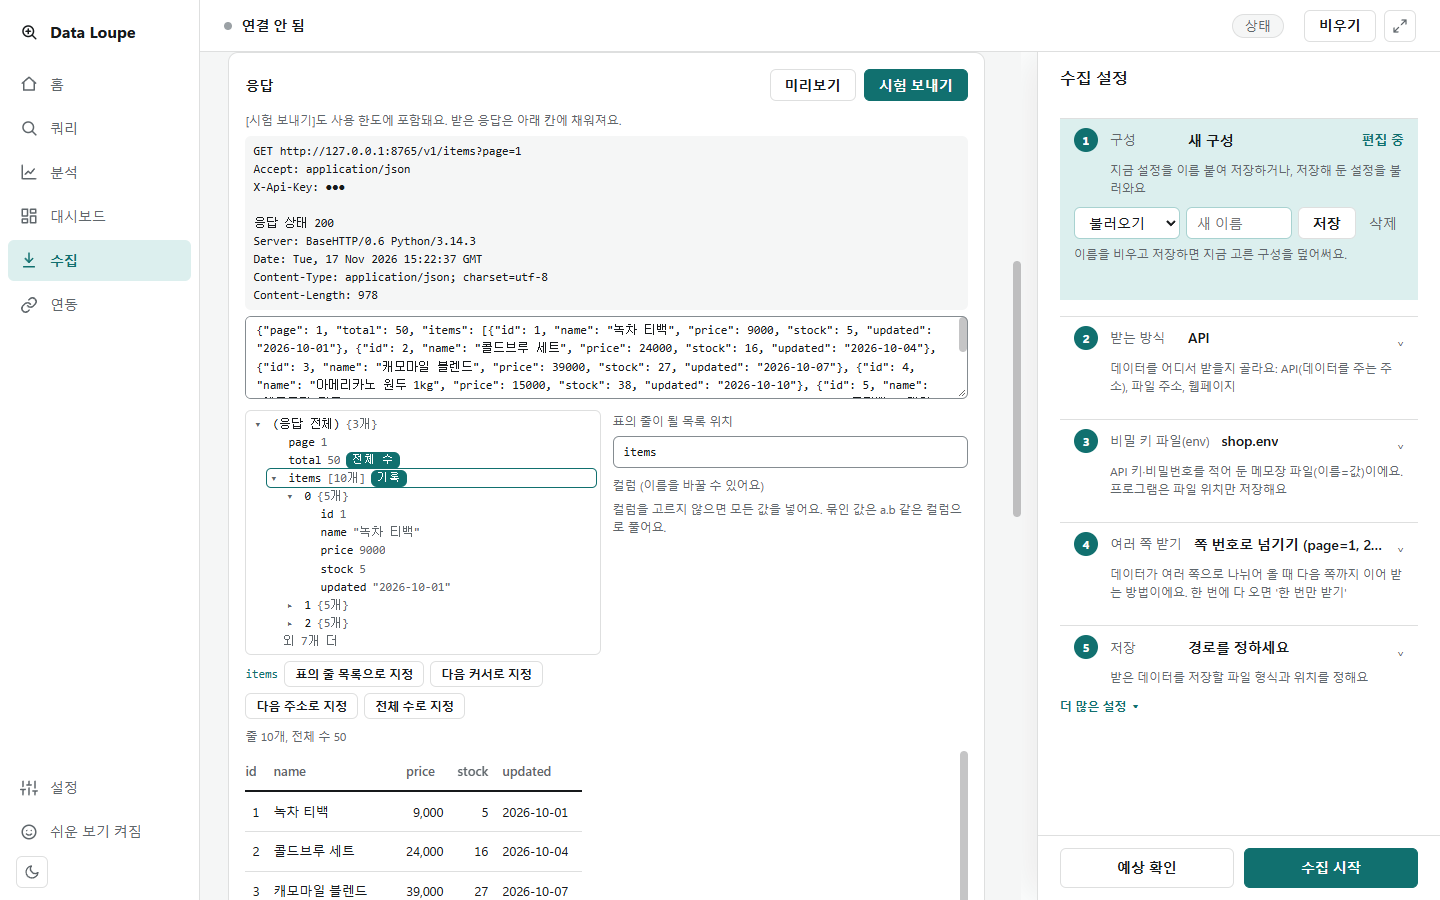 Data Loupe
홈
쿼리
분석
대시보드
수집
연동
설정
쉬운 보기 켜짐
연결 안 됨
상태
비우기
응답
미리보기
시험 보내기
[시험 보내기]도 사용 한도에 포함돼요. 받은 응답은 아래 칸에 채워져요.
GET http://127.0.0.1:8765/v1/items?page=1
Accept: application/json
X-Api-Key: ●●●
응답 상태 200
Server: BaseHTTP/0.6 Python/3.14.3
Date: Tue, 17 Nov 2026 15:22:37 GMT
Content-Type: application/json; charset=utf-8
Content-Length: 978
{"page": 1, "total": 50, "items": [{"id": 1, "name": "녹차 티백", "price": 9000, "stock": 5, "updated":
"2026-10-01"}, {"id": 2, "name": "콜드브루 세트", "price": 24000, "stock": 16, "updated": "2026-10-04"},
{"id": 3, "name": "캐모마일 블렌드", "price": 39000, "stock": 27, "updated": "2026-10-07"}, {"id": 4,
"name": "아메리카노 원두 1kg", "price": 15000, "stock": 38, "updated": "2026-10-10"}, {"id": 5, "name":
▾ (응답 전체) {3개}
page 1
total 50 전체 수
▾ items [10개] 기록
▾ 0 {5개}
id 1
name "녹차 티백"
price 9000
stock 5
updated "2026-10-01"
▸ 1 {5개}
▸ 2 {5개}
외 7개 더
표의 줄이 될 목록 위치
items
컬럼 (이름을 바꿀 수 있어요)
컬럼을 고르지 않으면 모든 값을 넣어요. 묶인 값은 a.b 같은 컬럼으
로 풀어요.
items 표의 줄 목록으로 지정 다음 커서로 지정
다음 주소로 지정 전체 수로 지정
줄 10개, 전체 수 50
id name price stock updated
1 녹차 티백 9,000 5 2026-10-01
2 콜드브루 세트 24,000 16 2026-10-04
3 캐모마일 블렌드 39,000 27 2026-10-07
수집 설정
1 구성 새 구성 편집 중
지금 설정을 이름 붙여 저장하거나, 저장해 둔 설정을 불
러와요
불러오기 새 이름 저장 삭제
이름을 비우고 저장하면 지금 고른 구성을 덮어써요.
2 받는 방식 API
데이터를 어디서 받을지 골라요: API(데이터를 주는 주
소), 파일 주소, 웹페이지
3 비밀 키 파일(env) shop.env
API 키·비밀번호를 적어 둔 메모장 파일(이름=값)이에요.
프로그램은 파일 위치만 저장해요
4 여러 쪽 받기 쪽 번호로 넘기기 (page=1, 2...
데이터가 여러 쪽으로 나뉘어 올 때 다음 쪽까지 이어 받
는 방법이에요. 한 번에 다 오면 '한 번만 받기'
5 저장 경로를 정하세요
받은 데이터를 저장할 파일 형식과 위치를 정해요
더 많은 설정 ▾
예상 확인
수집 시작